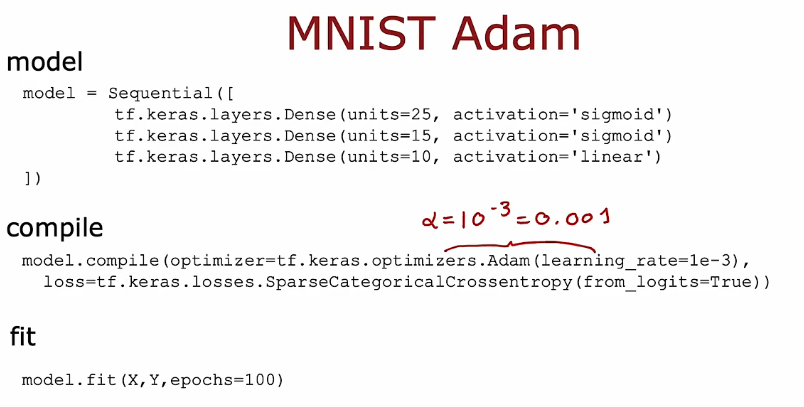 MNIST Adam
model
model = Sequential([
tf.keras.layers.Dense(units=25, activation='sigmoid')
tf.keras.layers.Dense(units=15, activation='sigmoid')
tf.keras.layers.Dense(units=10, activation='linear')
])
α=10⁻³=0.001
compile
model.compile(optimizer=tf.keras.optimizers.Adam(learning_rate=1e-3),
loss=tf.keras.losses.SparseCategoricalCrossentropy(from_logits=True))
fit
model.fit(X,Y,epochs=100)